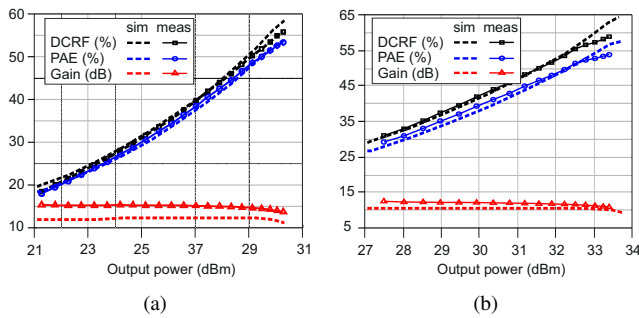 (a)
60
50
40
30
20
10
sim meas
DCRF (%)
PAE (%)
Gain (dB)
21 23 25 27 29 31
Output power (dBm)
(a)
(b)
65
55
45
35
25
15
5
sim meas
DCRF (%)
PAE (%)
Gain (dB)
27 28 29 30 31 32 33 34
Output power (dBm)
(b)